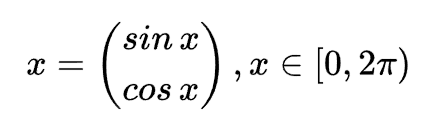 x = (sin x
cos x), x ∈ [0, 2π)